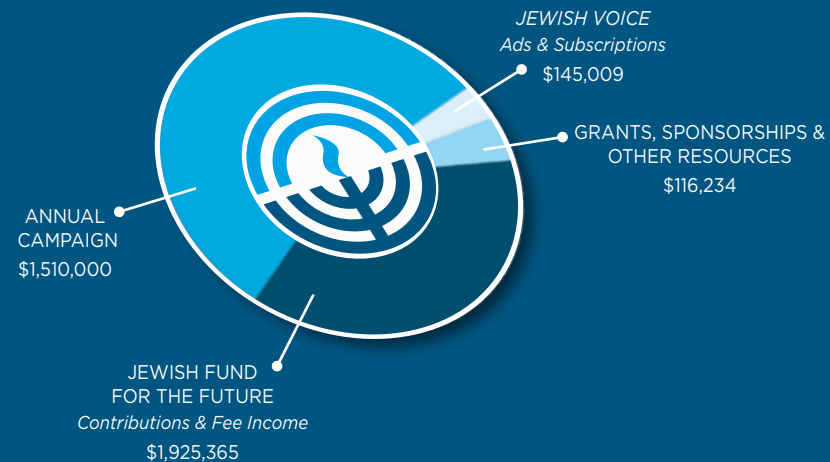 JEWISH VOICE
Ads & Subscriptions
$145,009
GRANTS, SPONSORSHIPS &
OTHER RESOURCES
$116,234
ANNUAL
CAMPAIGN
$1,510,000
JEWISH FUND
FOR THE FUTURE
Contributions & Fee Income
$1,925,365